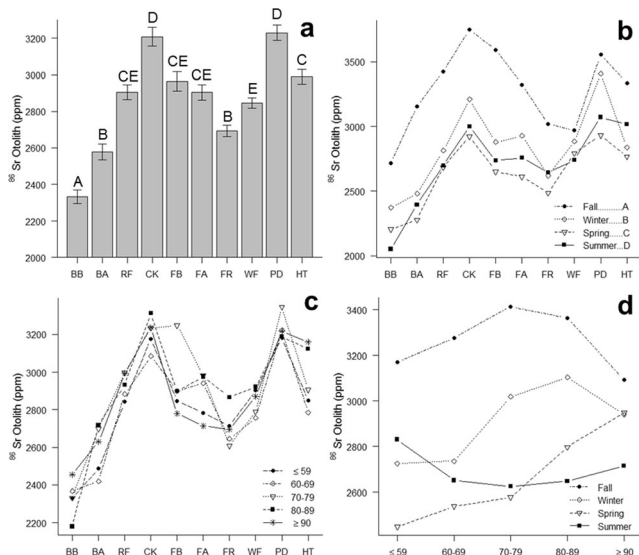 a
3200
3000
2800
2600
2400
2200
2000
86 Sr Otolith (ppm)
A
B
CE
D
CE
CE
B
E
D
C
BB BA RF CK FB FA FR WF PD HT
b
3500
3000
2500
2000
86 Sr Otolith (ppm)
Fall..........A
Winter.....B
Spring......C
Summer...D
BB BA RF CK FB FA FR WF PD HT
c
3200
3000
2800
2600
2400
2200
86 Sr Otolith (ppm)
≤ 59
60-69
70-79
80-89
≥ 90
BB BA RF CK FB FA FR WF PD HT
d
3400
3200
3000
2800
2600
86 Sr Otolith (ppm)
Fall
Winter
Spring
Summer
≤ 59 60-69 70-79 80-89 ≥ 90